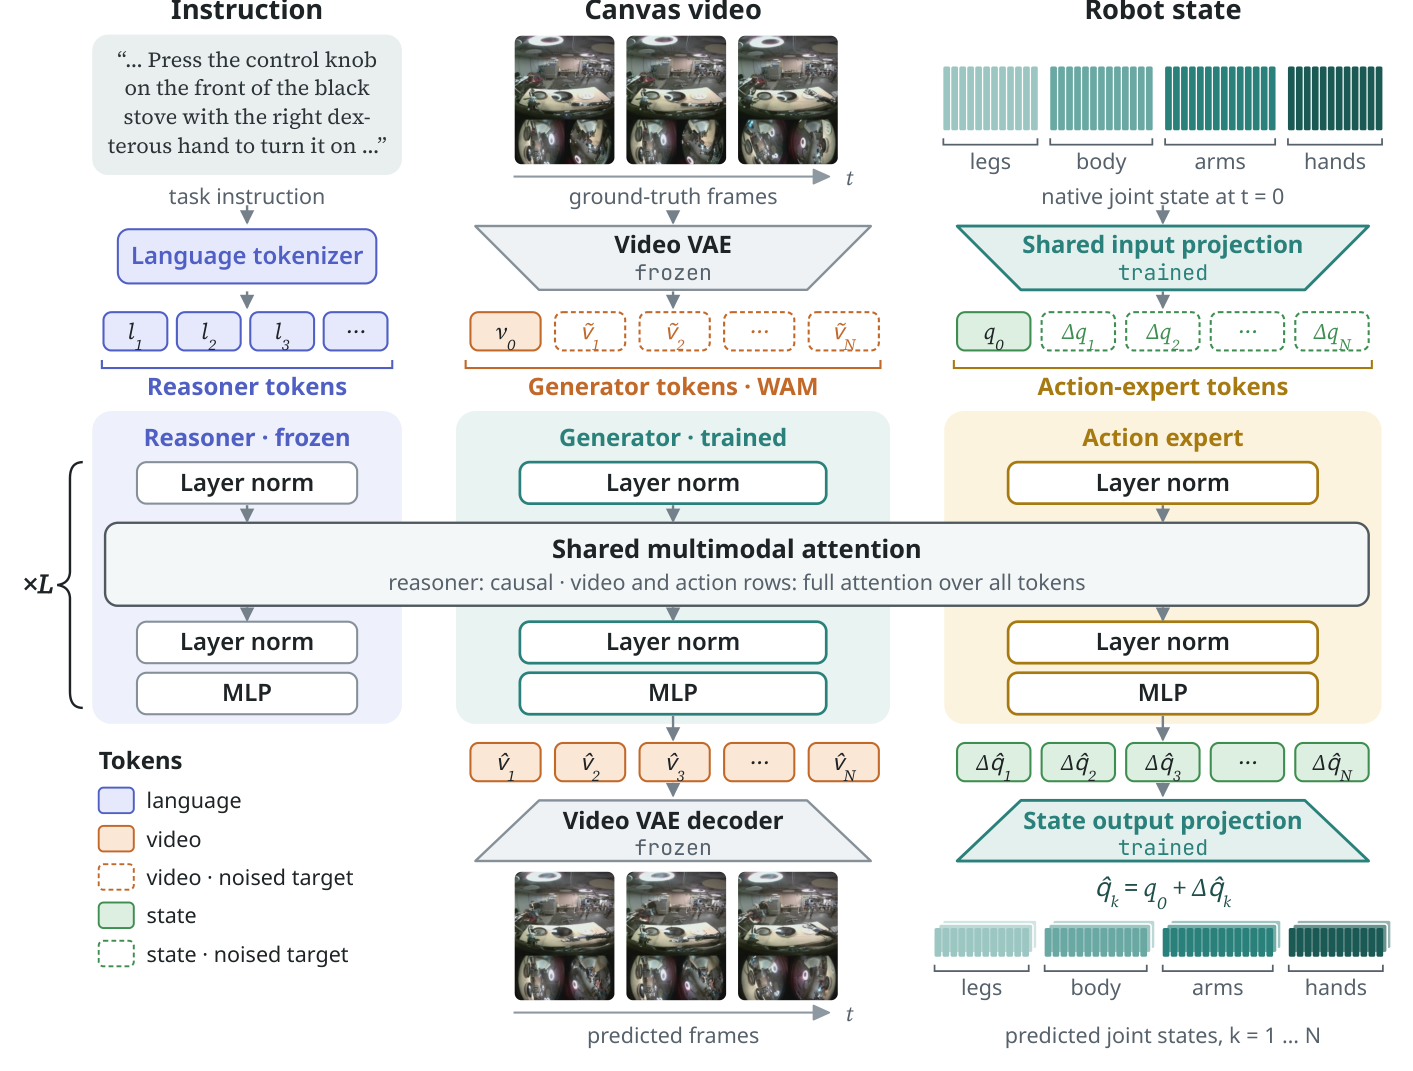 Instruction
Canvas video
Robot state
“... Press the control knob
on the front of the black
stove with the right dex-
terous hand to turn it on ...”
task instruction
t
ground-truth frames
legs body arms hands
native joint state at t = 0
Language tokenizer
Video VAE
frozen
Shared input projection
trained
l1 l2 l3 ...
v0 ṽ1 ṽ2 ... ṽN
q0 Δq1 Δq2 ... ΔqN
Reasoner tokens
Generator tokens · WAM
Action-expert tokens
Reasoner · frozen
Generator · trained
Action expert
Layer norm
Layer norm
Layer norm
Shared multimodal attention
reasoner: causal · video and action rows: full attention over all tokens
×L
Layer norm
Layer norm
Layer norm
MLP
MLP
MLP
v̂1 v̂2 v̂3 ... v̂N
Δq̂1 Δq̂2 Δq̂3 ... Δq̂N
Tokens
language
video
video · noised target
state
state · noised target
Video VAE decoder
frozen
t
predicted frames
State output projection
trained
q̂k = q0 + Δq̂k
legs body arms hands
predicted joint states, k = 1 ... N